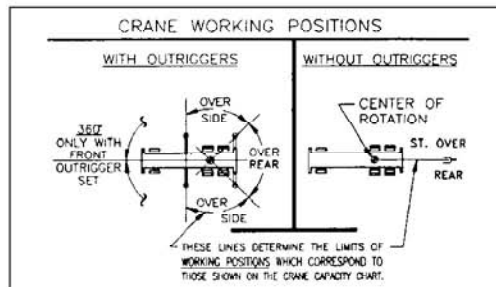 CRANE WORKING POSITIONS
WITH OUTRIGGERS
WITHOUT OUTRIGGERS
OVER
SIDE
360°
ONLY WITH
FRONT
OUTRIGGER
SET
OVER
REAR
OVER
SIDE
CENTER OF
ROTATION
ST. OVER
REAR
THESE LINES DETERMINE THE LIMITS OF
WORKING POSITIONS WHICH CORRESPOND TO
THOSE SHOWN ON THE CRANE CAPACITY CHART.